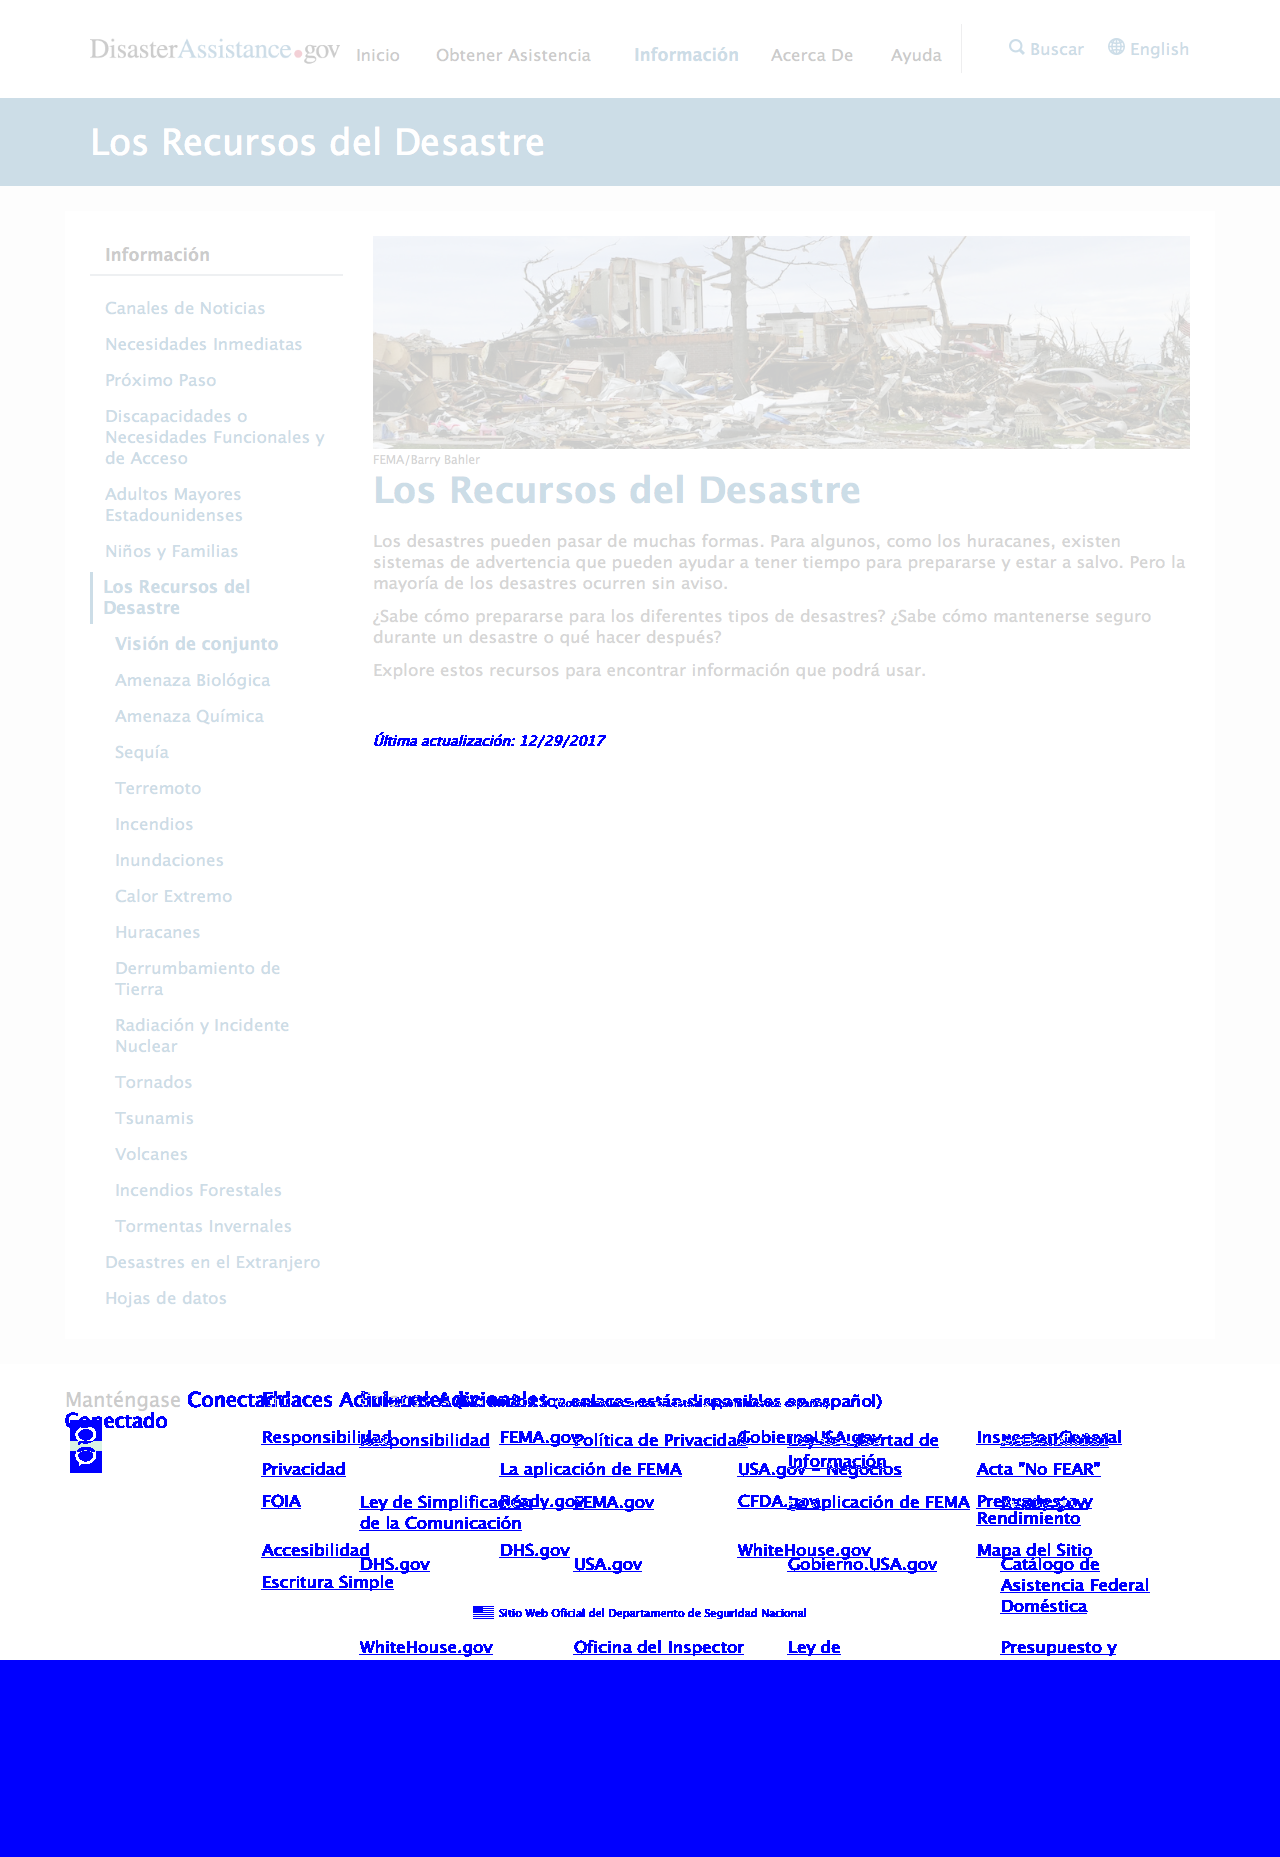 DisasterAssistance.gov
Inicio
Obtener Asistencia
Información
Acerca De
Ayuda
Buscar
English
Los Recursos del Desastre
Información
Canales de Noticias
Necesidades Inmediatas
Próximo Paso
Discapacidades o
Necesidades Funcionales y
de Acceso
Adultos Mayores
Estadounidenses
Niños y Familias
Los Recursos del
Desastre
Visión de conjunto
Amenaza Biológica
Amenaza Química
Sequía
Terremoto
Incendios
Inundaciones
Calor Extremo
Huracanes
Derrumbamiento de
Tierra
Radiación y Incidente
Nuclear
Tornados
Tsunamis
Volcanes
Incendios Forestales
Tormentas Invernales
Desastres en el Extranjero
Hojas de datos
FEMA/Barry Bahler
Los Recursos del Desastre
Los desastres pueden pasar de muchas formas. Para algunos, como los huracanes, existen
sistemas de advertencia que pueden ayudar a tener tiempo para prepararse y estar a salvo. Pero la
mayoría de los desastres ocurren sin aviso.
¿Sabe cómo prepararse para los diferentes tipos de desastres? ¿Sabe cómo mantenerse seguro
durante un desastre o qué hacer después?
Explore estos recursos para encontrar información que podrá usar.
Última actualización: 12/29/2017
Manténgase
Conectado
enlaces están disponibles en español)
Responsibilidad
FEMA.gov
Gobierno.USA.gov
Inspector General
Responsibilidad
Política de Privacidad
Ley de Libertad de
Información
Privacidad
La aplicación de FEMA
USA.gov – Negocios
Acta "No FEAR"
FOIA
Ready.gov
CFDA.gov
Presupuesto y
Rendimiento
Ley de Simplificación
de la Comunicación
FEMA.gov
La aplicación de FEMA
Accesibilidad
DHS.gov
WhiteHouse.gov
Mapa del Sitio
DHS.gov
USA.gov
Gobierno.USA.gov
Catálogo de
Asistencia Federal
Doméstica
Escritura Simple
Sitio Web Oficial del Departamento de Seguridad Nacional
WhiteHouse.gov
Oficina del Inspector
Ley de
Presupuesto y